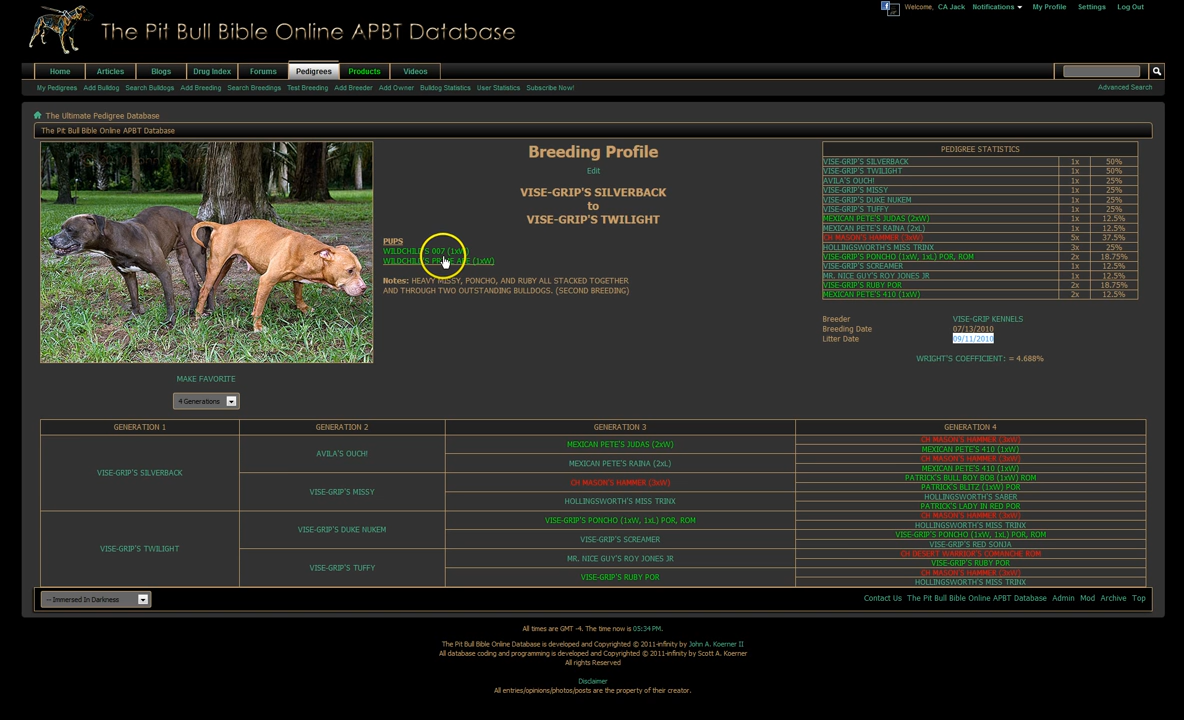 Welcome, CA Jack Notifications My Profile Settings Log Out
The Pit Bull Bible Online APBT Database
Home Articles Blogs Drug Index Forums Pedigrees Products Videos
My Pedigrees Add Bulldog Search Bulldogs Add Breeding Search Breedings Test Breeding Add Breeder Add Owner Bulldog Statistics User Statistics Subscribe Now! Advanced Search
The Ultimate Pedigree Database
The Pit Bull Bible Online APBT Database
Breeding Profile
Edit
VISE-GRIP'S SILVERBACK
to
VISE-GRIP'S TWILIGHT
PUPS
WILDCHILD'S 007 (1xW)
WILDCHILD'S (1xW)
Notes: HEAVY MISSY, PONCHO, AND RUBY ALL STACKED TOGETHER
AND THROUGH TWO OUTSTANDING BULLDOGS. (SECOND BREEDING)
PEDIGREE STATISTICS
VISE-GRIP'S SILVERBACK 1x 50%
VISE-GRIP'S TWILIGHT 1x 50%
AVILA'S OUCH! 1x 25%
VISE-GRIP'S MISSY 1x 25%
VISE-GRIP'S DUKE NUKEM 1x 25%
VISE-GRIP'S TUFFY 1x 25%
MEXICAN PETE'S JUDAS (2xW) 1x 12.5%
MEXICAN PETE'S RAINA (2xL) 1x 12.5%
CH MASON'S HAMMER (3xW) 5x 37.5%
HOLLINGSWORTH'S MISS TRINX 3x 25%
VISE-GRIP'S PONCHO (1xW, 1xL) POR, ROM 2x 18.75%
VISE-GRIP'S SCREAMER 1x 12.5%
MR. NICE GUY'S ROY JONES JR 1x 12.5%
VISE-GRIP'S RUBY POR 2x 18.75%
MEXICAN PETE'S 410 (1xW) 2x 12.5%
Breeder VISE-GRIP KENNELS
Breeding Date 07/13/2010
Litter Date 09/11/2010
WRIGHT'S COEFFICIENT: = 4.688%
MAKE FAVORITE
4 Generations
GENERATION 1 GENERATION 2 GENERATION 3 GENERATION 4
VISE-GRIP'S SILVERBACK
VISE-GRIP'S TWILIGHT
AVILA'S OUCH!
VISE-GRIP'S MISSY
VISE-GRIP'S DUKE NUKEM
VISE-GRIP'S TUFFY
MEXICAN PETE'S JUDAS (2xW)
MEXICAN PETE'S RAINA (2xL)
CH MASON'S HAMMER (3xW)
HOLLINGSWORTH'S MISS TRINX
VISE-GRIP'S PONCHO (1xW, 1xL) POR, ROM
VISE-GRIP'S SCREAMER
MR. NICE GUY'S ROY JONES JR
VISE-GRIP'S RUBY POR
CH MASON'S HAMMER (3xW)
MEXICAN PETE'S 410 (1xW)
CH MASON'S HAMMER (3xW)
MEXICAN PETE'S 410 (1xW)
PATRICK'S BULL BOY BOB (1xW) ROM
PATRICK'S BLITZ (1xW) POR
HOLLINGSWORTH'S SABER
PATRICK'S LADY IN RED POR
CH MASON'S HAMMER (3xW)
HOLLINGSWORTH'S MISS TRINX
VISE-GRIP'S PONCHO (1xW, 1xL) POR, ROM
VISE-GRIP'S RED SONJA
CH DESERT WARRIOR'S COMANCHE ROM
VISE-GRIP'S RUBY POR
CH MASON'S HAMMER (3xW)
HOLLINGSWORTH'S MISS TRINX
-- Immersed In Darkness
Contact Us The Pit Bull Bible Online APBT Database Admin Mod Archive Top
All times are GMT -4. The time now is 05:34 PM.
The Pit Bull Bible Online Database is developed and Copyrighted © 2011-infinity by John A. Koerner II
All database coding and programming is developed and Copyrighted © 2011-infinity by Scott A. Koerner
All rights Reserved
Disclaimer
All entries/opinions/photos/posts are the property of their creator.